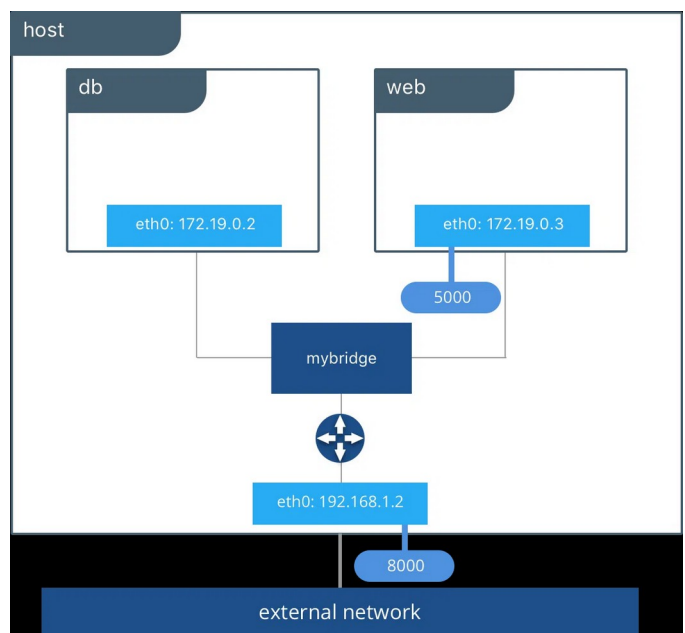 host
db
web
eth0: 172.19.0.2
eth0: 172.19.0.3
5000
mybridge
eth0: 192.168.1.2
8000
external network